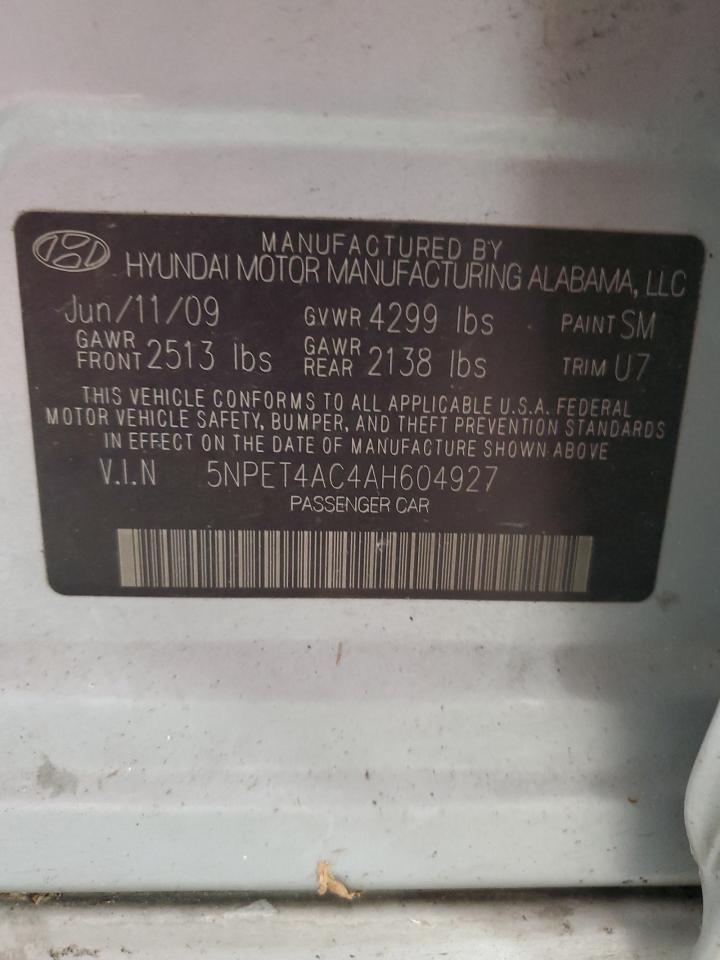 MANUFACTURED BY
HYUNDAI MOTOR MANUFACTURING ALABAMA, LLC
Jun/11/09 GVWR 4299 lbs PAINT SM
GAWR FRONT 2513 lbs GAWR REAR 2138 lbs TRIM U7
THIS VEHICLE CONFORMS TO ALL APPLICABLE U.S.A. FEDERAL
MOTOR VEHICLE SAFETY, BUMPER, AND THEFT PREVENTION STANDARDS
IN EFFECT ON THE DATE OF MANUFACTURE SHOWN ABOVE
V.I.N 5NPET4AC4AH604927
PASSENGER CAR